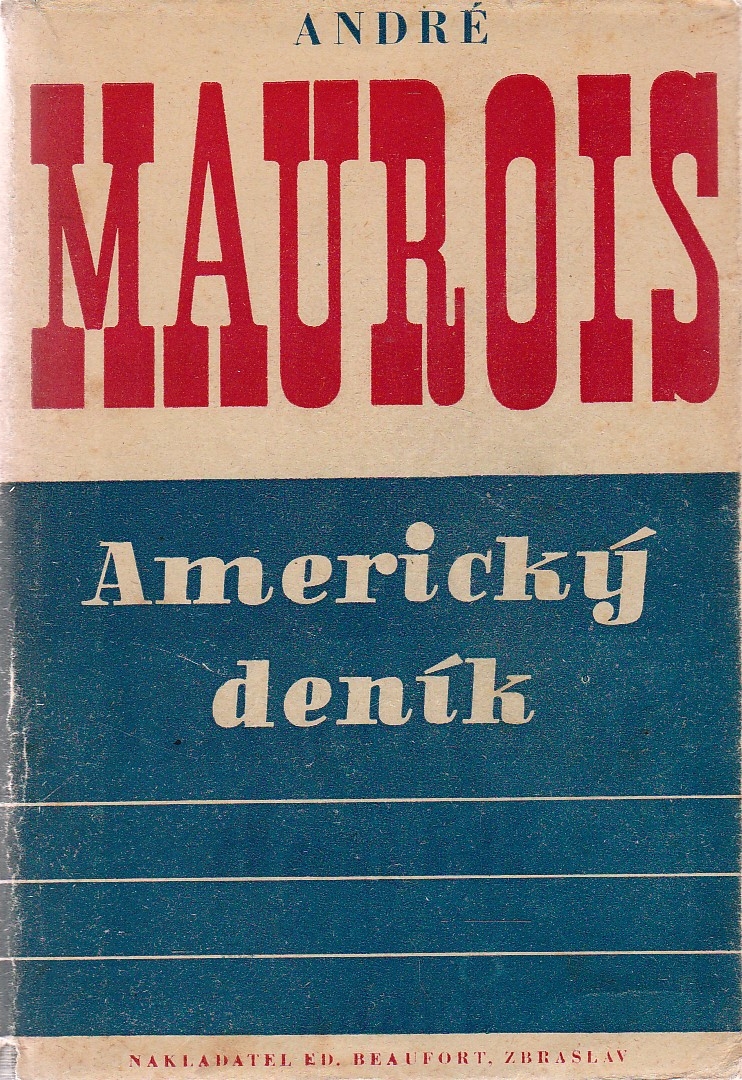 ANDRÉ
MAUROIS
Americký
deník
NAKLADATEL ED. BEAUFORT, ZBRASLAV